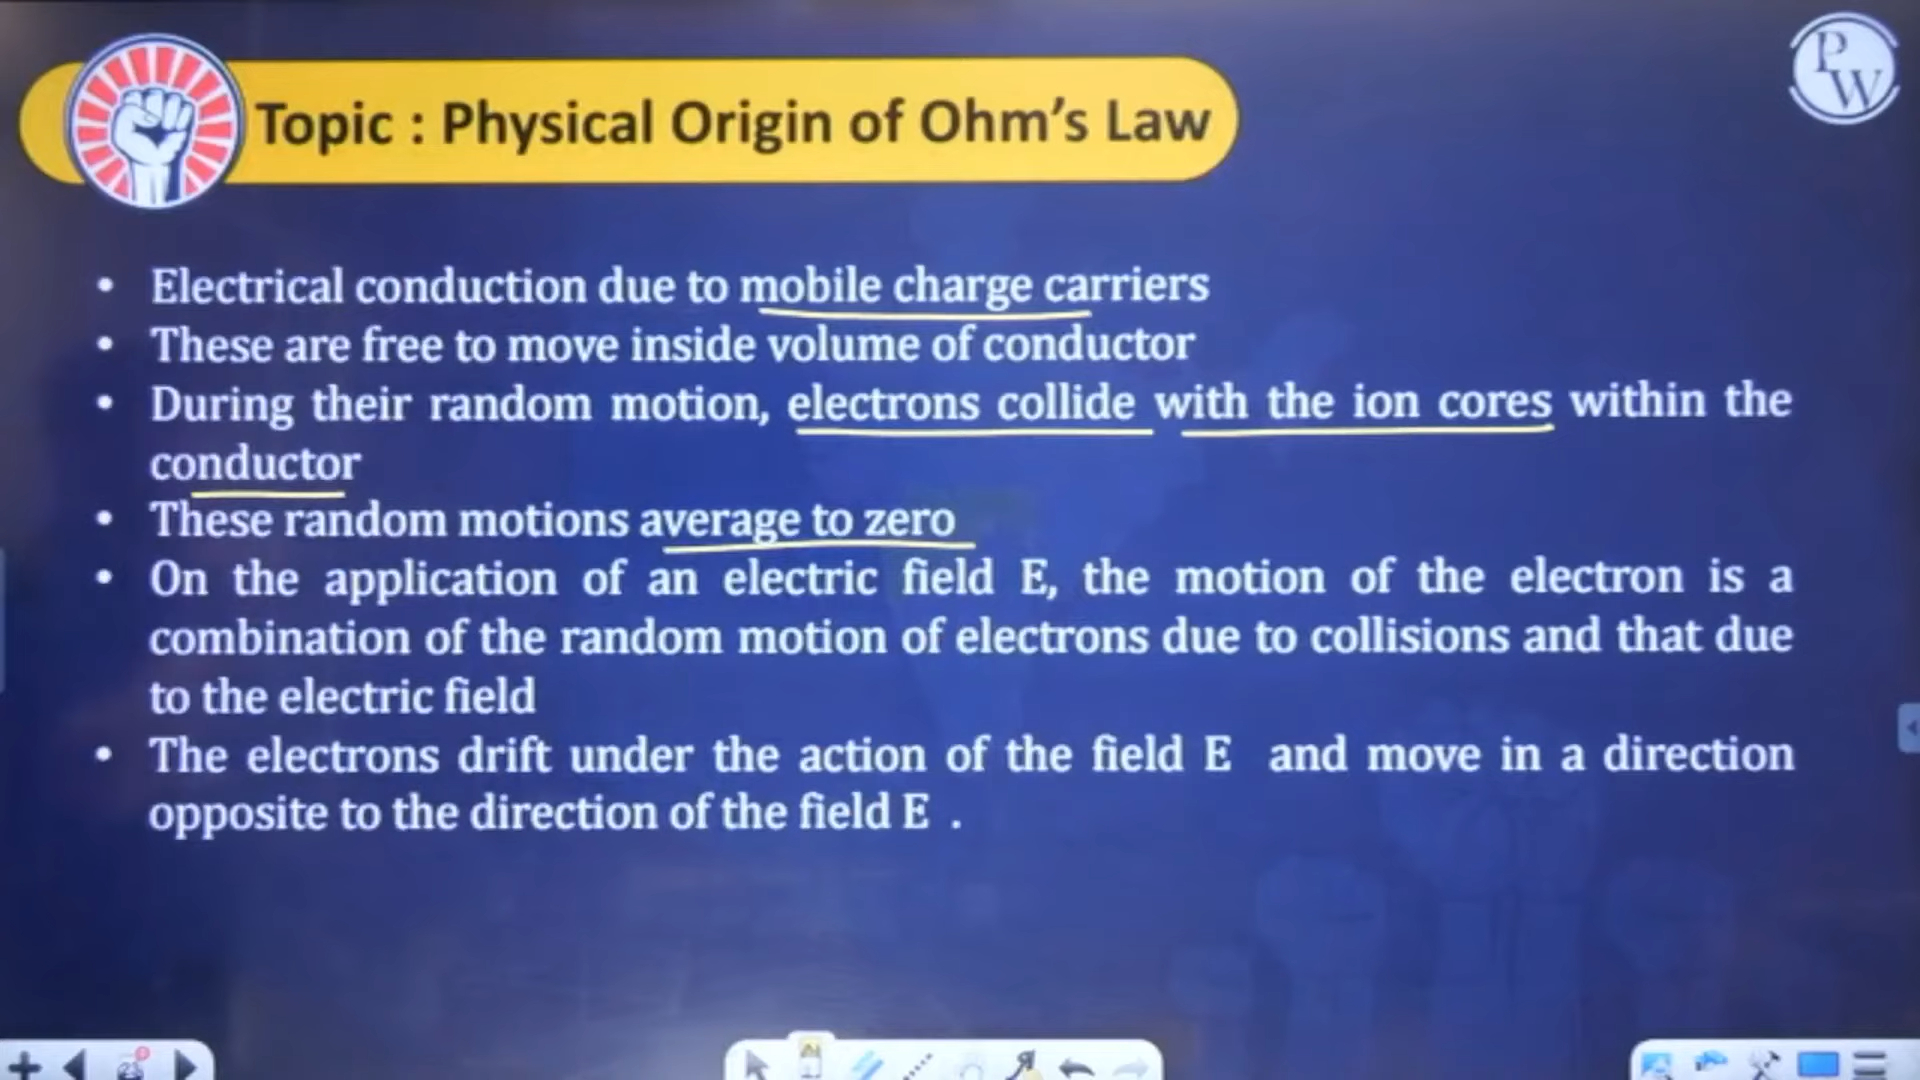 Topic : Physical Origin of Ohm's Law
PW
• Electrical conduction due to mobile charge carriers
• These are free to move inside volume of conductor
• During their random motion, electrons collide with the ion cores within the
conductor
• These random motions average to zero
• On the application of an electric field E, the motion of the electron is a
combination of the random motion of electrons due to collisions and that due
to the electric field
• The electrons drift under the action of the field E and move in a direction
opposite to the direction of the field E .